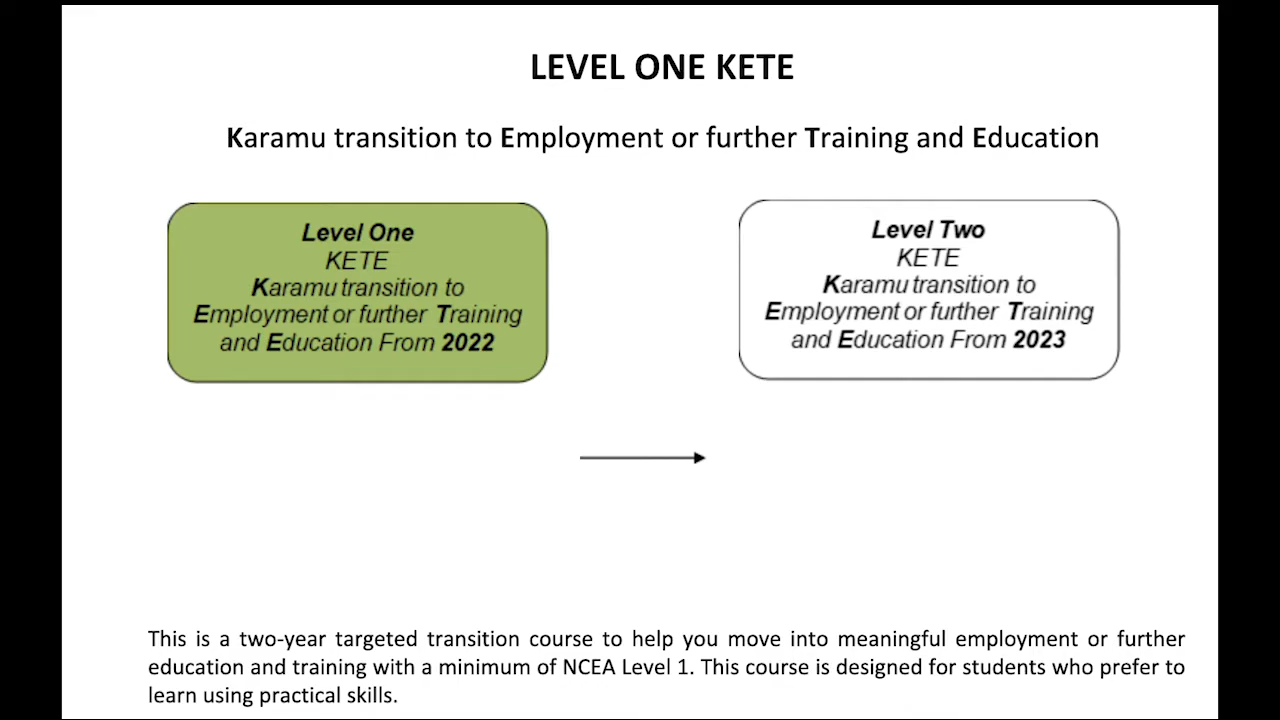 LEVEL ONE KETE
Karamu transition to Employment or further Training and Education
Level One
KETE
Karamu transition to
Employment or further Training
and Education From 2022
Level Two
KETE
Karamu transition to
Employment or further Training
and Education From 2023
This is a two-year targeted transition course to help you move into meaningful employment or further
education and training with a minimum of NCEA Level 1. This course is designed for students who prefer to
learn using practical skills.